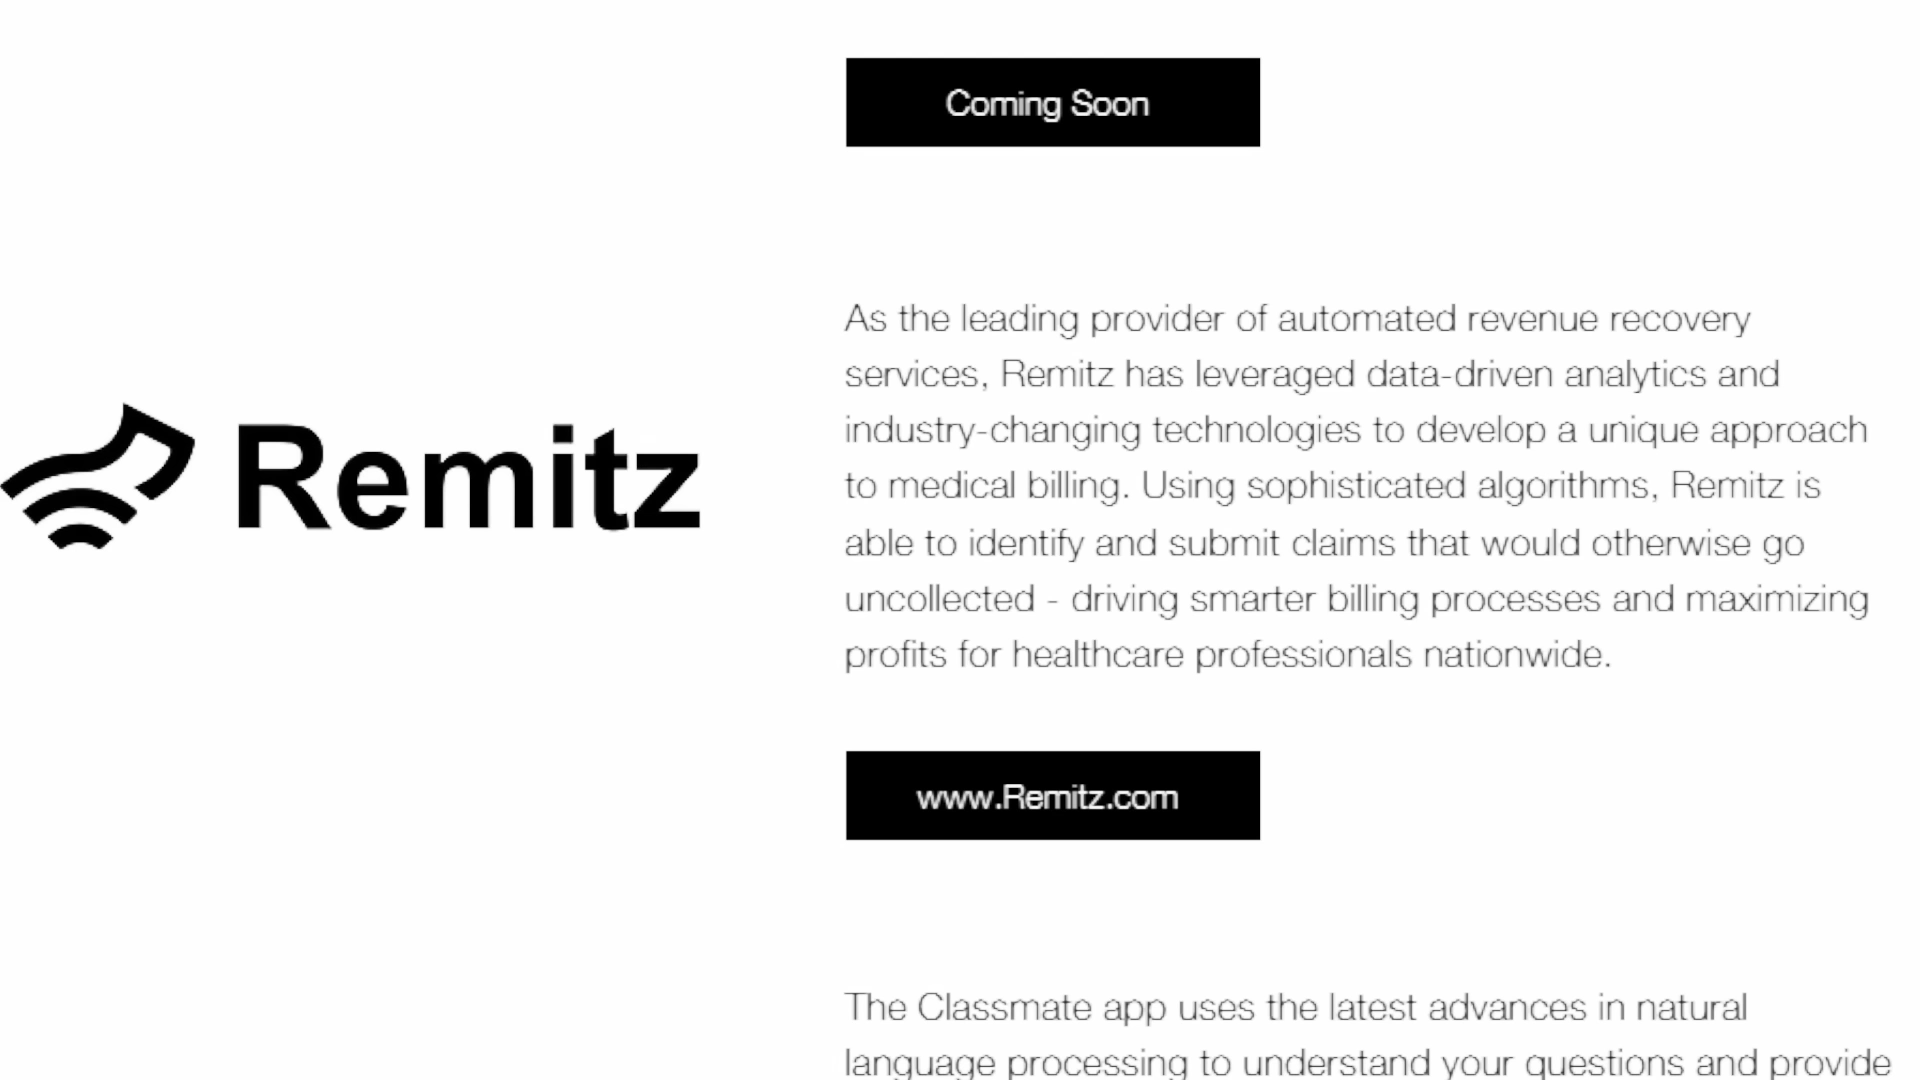 Coming Soon
Remitz
As the leading provider of automated revenue recovery
services, Remitz has leveraged data-driven analytics and
industry-changing technologies to develop a unique approach
to medical billing. Using sophisticated algorithms, Remitz is
able to identify and submit claims that would otherwise go
uncollected - driving smarter billing processes and maximizing
profits for healthcare professionals nationwide.
www.Remitz.com
The Classmate app uses the latest advances in natural
language processing to understand your questions and provide